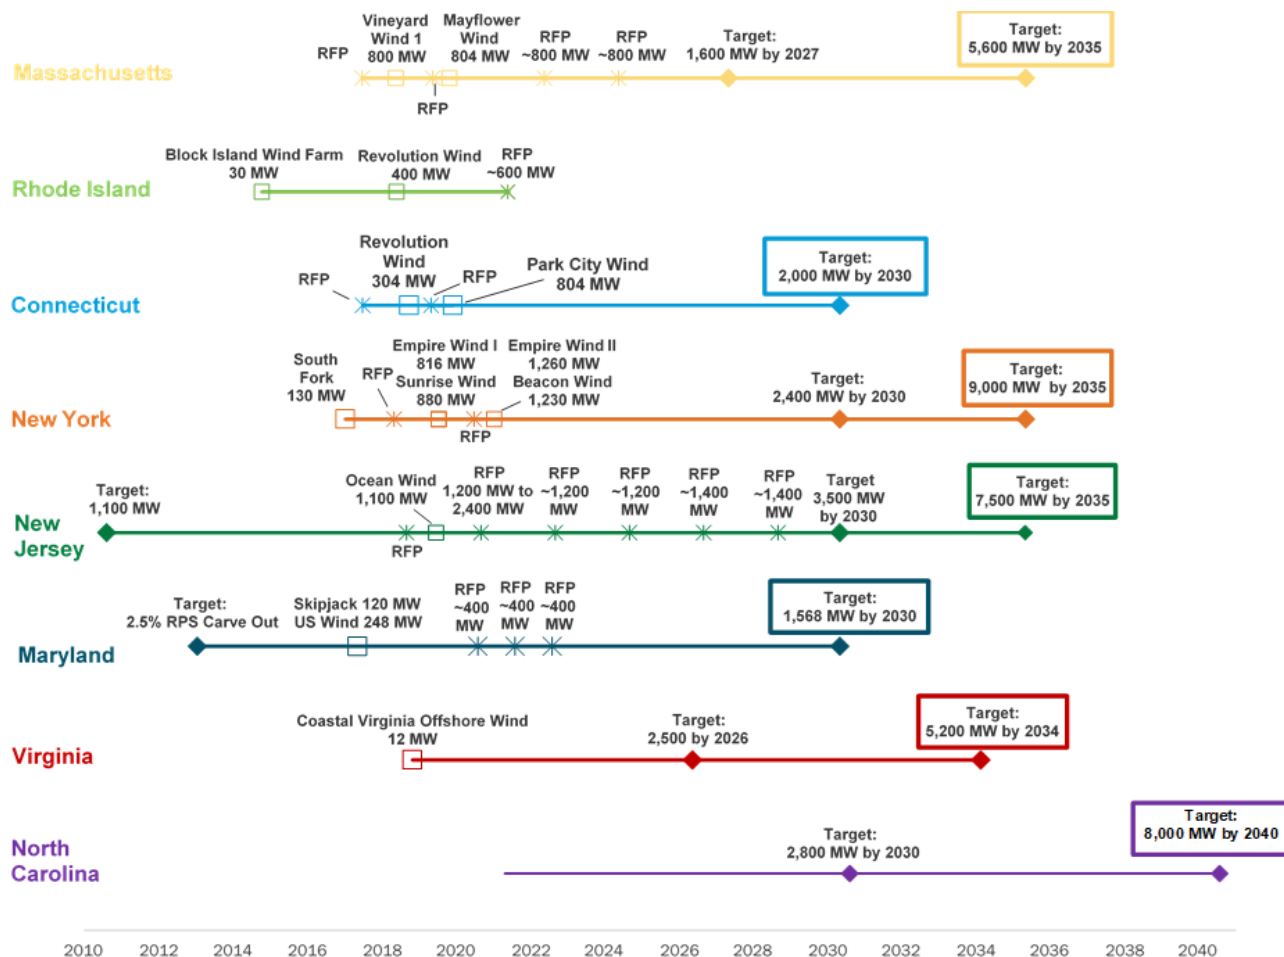 Massachusetts
RFP
Vineyard
Wind 1
800 MW
RFP
Mayflower
Wind
804 MW
RFP
~800 MW
RFP
~800 MW
Target:
1,600 MW by 2027
Target:
5,600 MW by 2035
Rhode Island
Block Island Wind Farm
30 MW
Revolution Wind
400 MW
RFP
~600 MW
Connecticut
RFP
Revolution
Wind
304 MW
RFP
Park City Wind
804 MW
Target:
2,000 MW by 2030
New York
South
Fork
130 MW
RFP
Empire Wind I
816 MW
Sunrise Wind
880 MW
RFP
Empire Wind II
1,260 MW
Beacon Wind
1,230 MW
Target:
2,400 MW by 2030
Target:
9,000 MW by 2035
New
Jersey
Target:
1,100 MW
RFP
Ocean Wind
1,100 MW
RFP
1,200 MW to
2,400 MW
RFP
~1,200
MW
RFP
~1,200
MW
RFP
~1,400
MW
RFP
~1,400
MW
Target
3,500 MW
by 2030
Target:
7,500 MW by 2035
Maryland
Target:
2.5% RPS Carve Out
Skipjack 120 MW
US Wind 248 MW
RFP
~400
MW
RFP
~400
MW
RFP
~400
MW
Target:
1,568 MW by 2030
Virginia
Coastal Virginia Offshore Wind
12 MW
Target:
2,500 by 2026
Target:
5,200 MW by 2034
North
Carolina
Target:
2,800 MW by 2030
Target:
8,000 MW by 2040
2010 2012 2014 2016 2018 2020 2022 2024 2026 2028 2030 2032 2034 2036 2038 2040